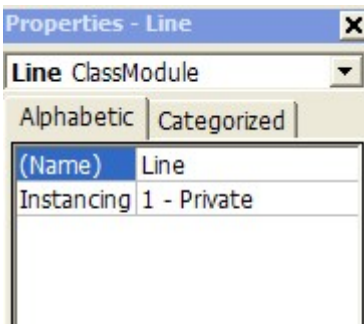 Properties - Line
Line ClassModule
Alphabetic Categorized
(Name) Line
Instancing 1 - Private